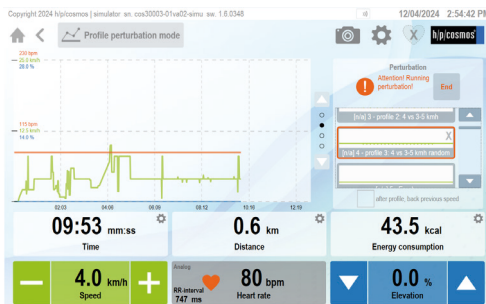 Copyright 2024 h/p/cosmos | simulator sn. cos30003-01va02-simu sw. 1.6.0348
12/04/2024 2:54:42 PM
Profile perturbation mode
X
h/p/cosmos
230 bpm
25.0 km/h
28.0 %
115 bpm
12.5 km/h
14.0 %
02:03 04:06 06:09 08:12 10:16 12:19
Perturbation
! Attention! Running perturbation!
End
[n/a] 3 - profile 2: 4 vs 3-5 kmh
X
[n/a] 4 - profile 3: 4 vs 3-5 kmh random
after profile, back previous speed
09:53 mm:ss
Time
0.6 km
Distance
43.5 kcal
Energy consumption
4.0 km/h
Speed
Analog
RR-Interval
747 ms
80 bpm
Heart rate
0.0 %
Elevation